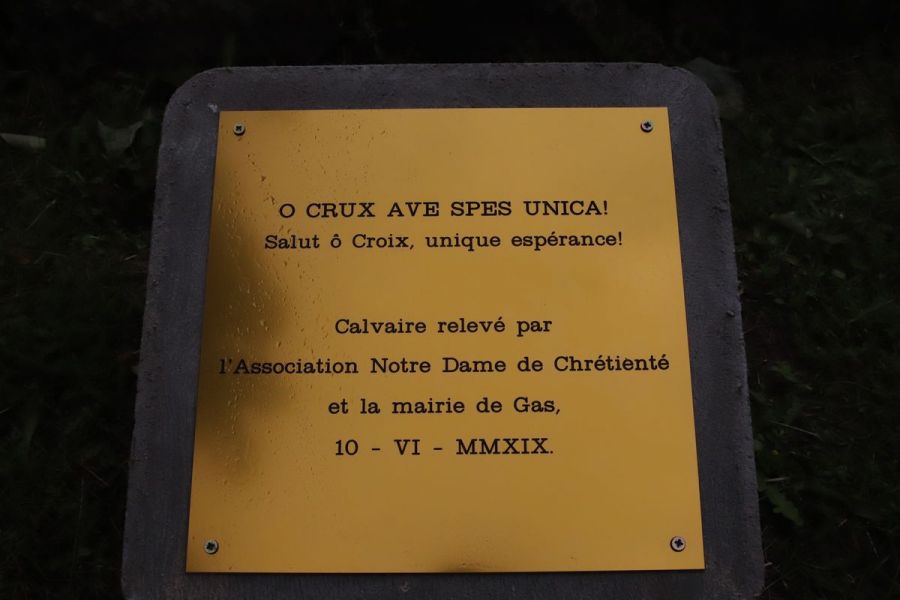 O CRUX AVE SPES UNICA!
Salut ô Croix, unique espérance!
Calvaire relevé par
l'Association Notre Dame de Chrétienté
et la mairie de Gas,
10 - VI - MMXIX.